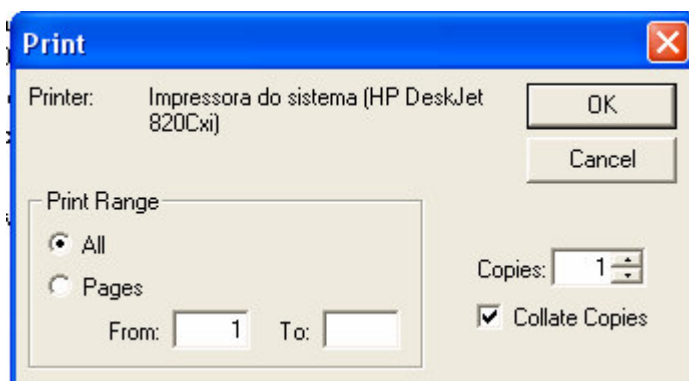 Print
Printer: Impressora do sistema (HP DeskJet
820Cxi)
OK
Cancel
Print Range
All
Pages
From: 1 To:
Copies: 1
Collate Copies